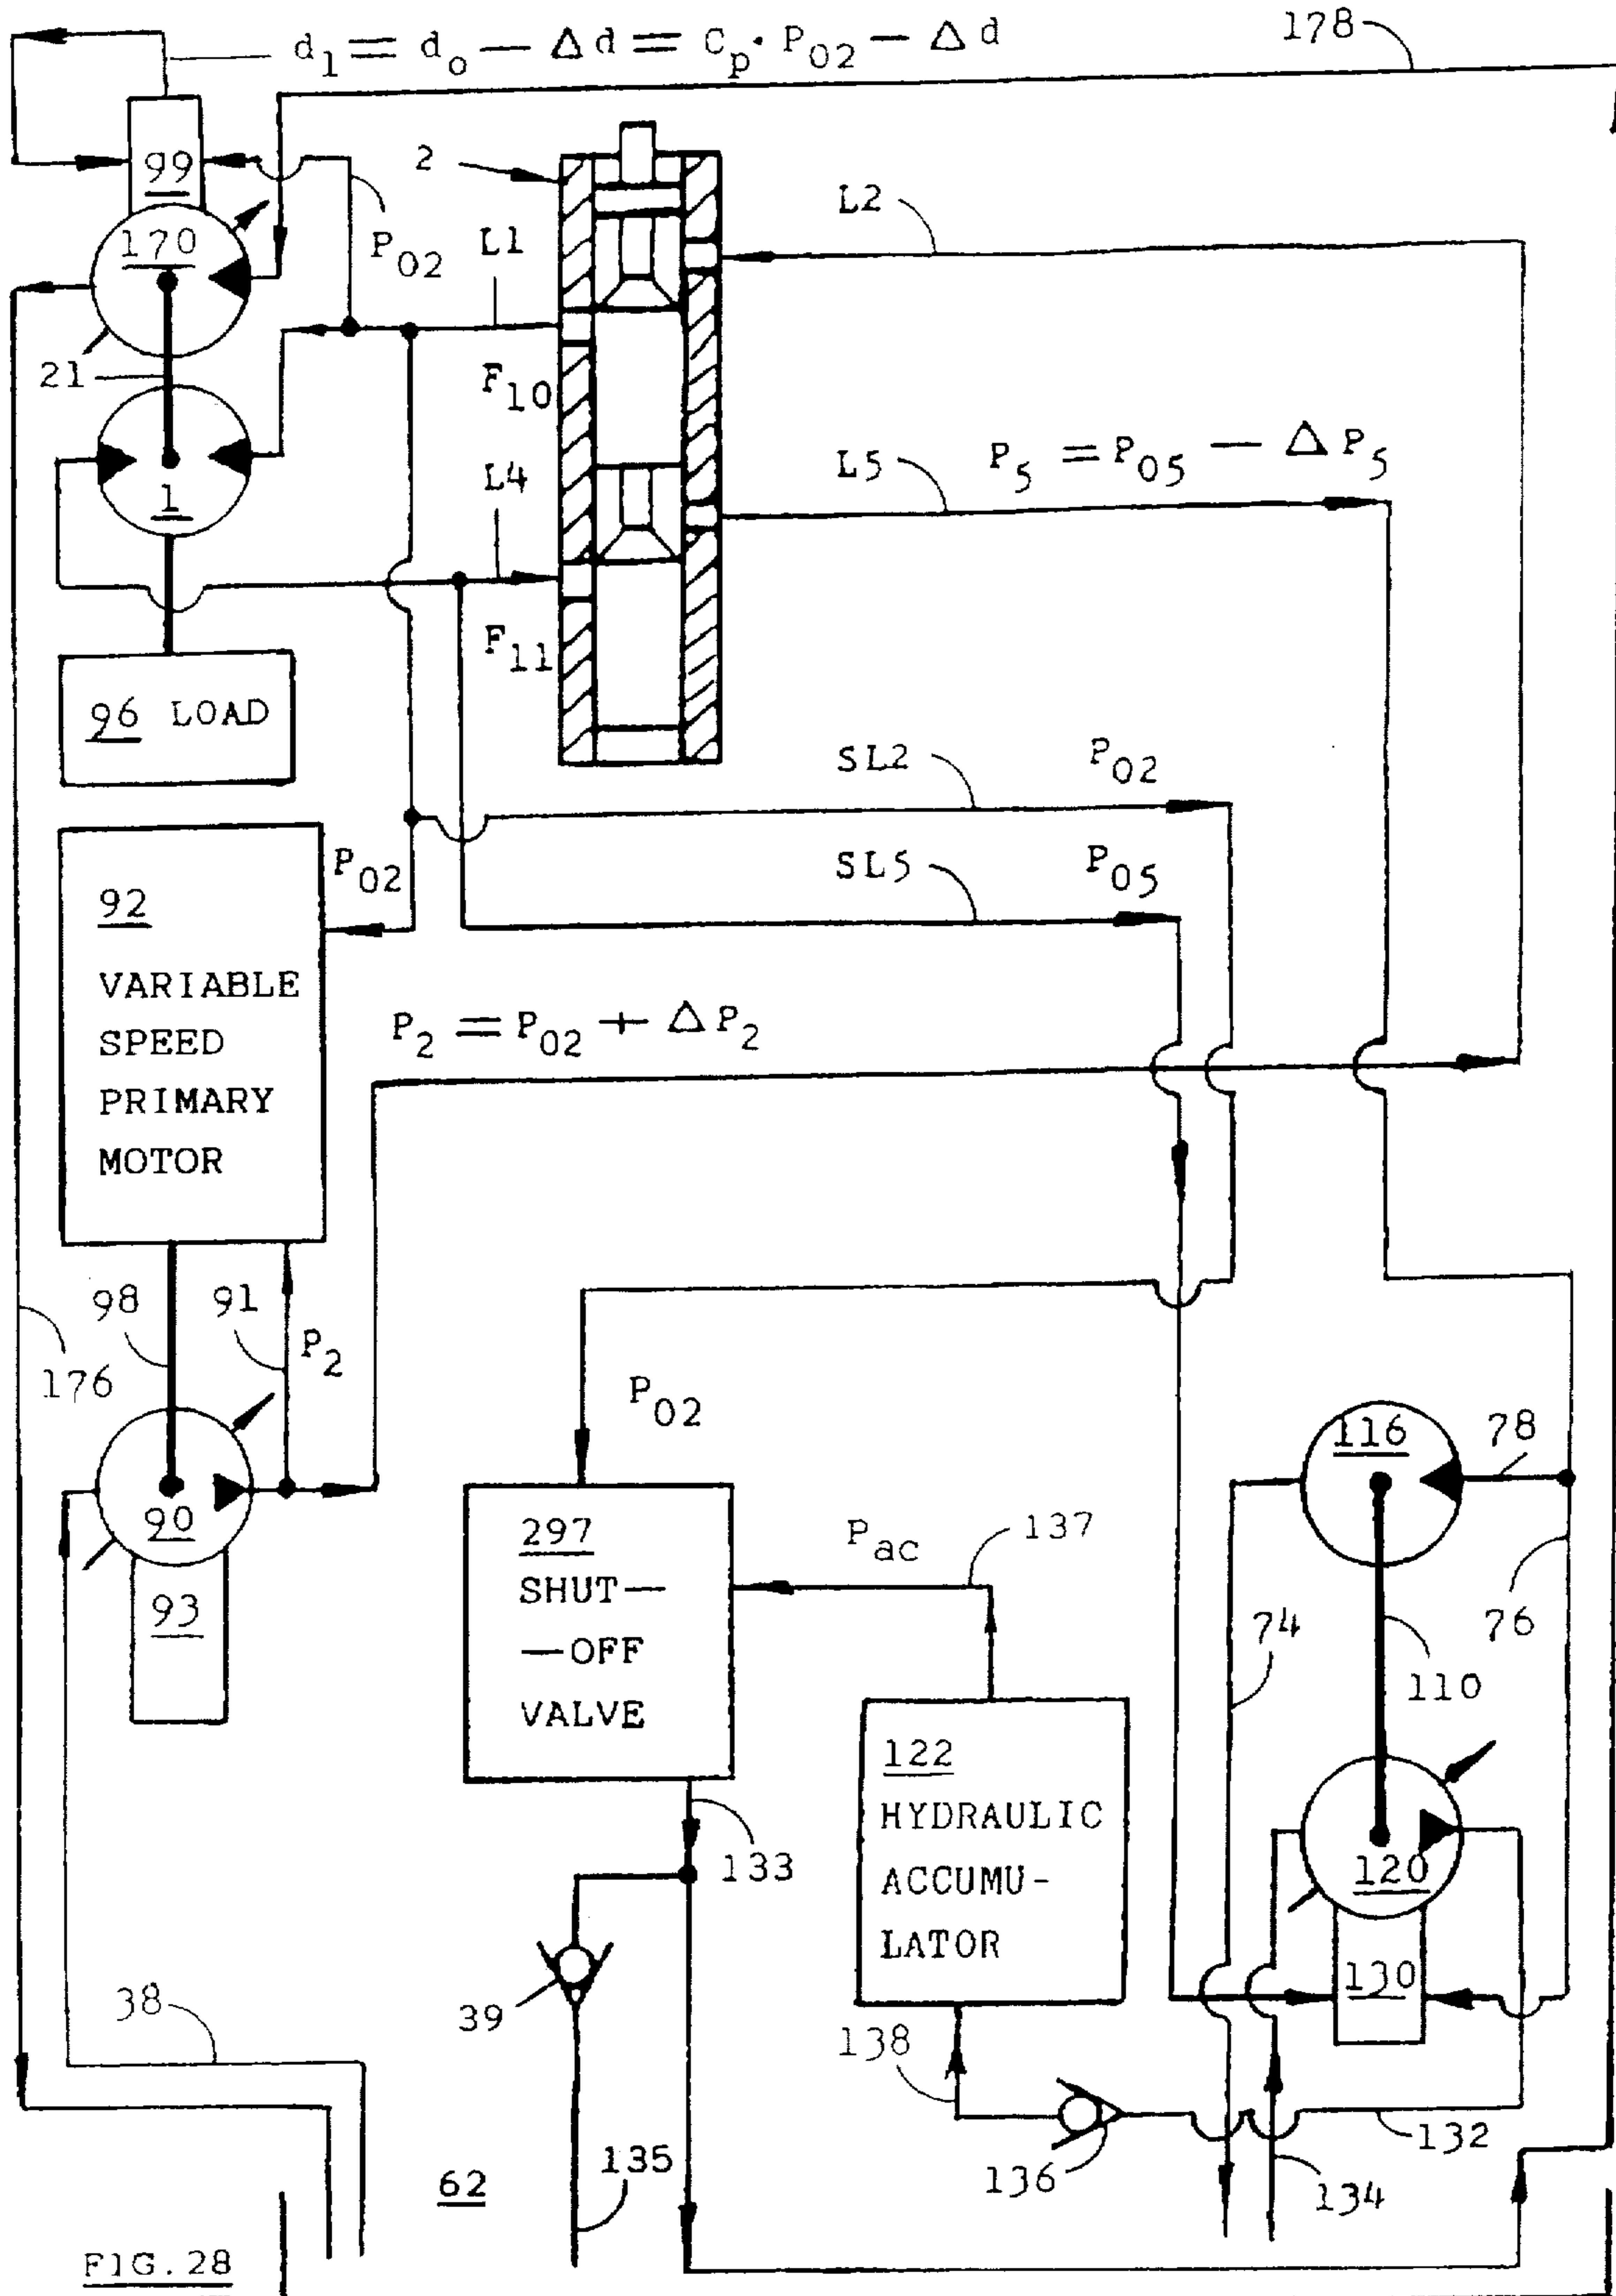 d₁ = d₀ − Δd = C_p · P₀₂ − Δd
178
99
2
L2
170
P₀₂
L1
21
F₁₀
1
L4
L5
P₅ = P₀₅ − ΔP₅
F₁₁
96 LOAD
SL2
P₀₂
P₀₂
SL5
P₀₅
92
VARIABLE
SPEED
PRIMARY
MOTOR
P₂ = P₀₂ + ΔP₂
98
91
P₂
176
P₀₂
116
78
90
93
297
SHUT—
—OFF
VALVE
P_ac
137
74
76
110
122
HYDRAULIC
ACCUMU-
LATOR
133
120
130
38
39
138
136
132
134
135
62
FIG.28